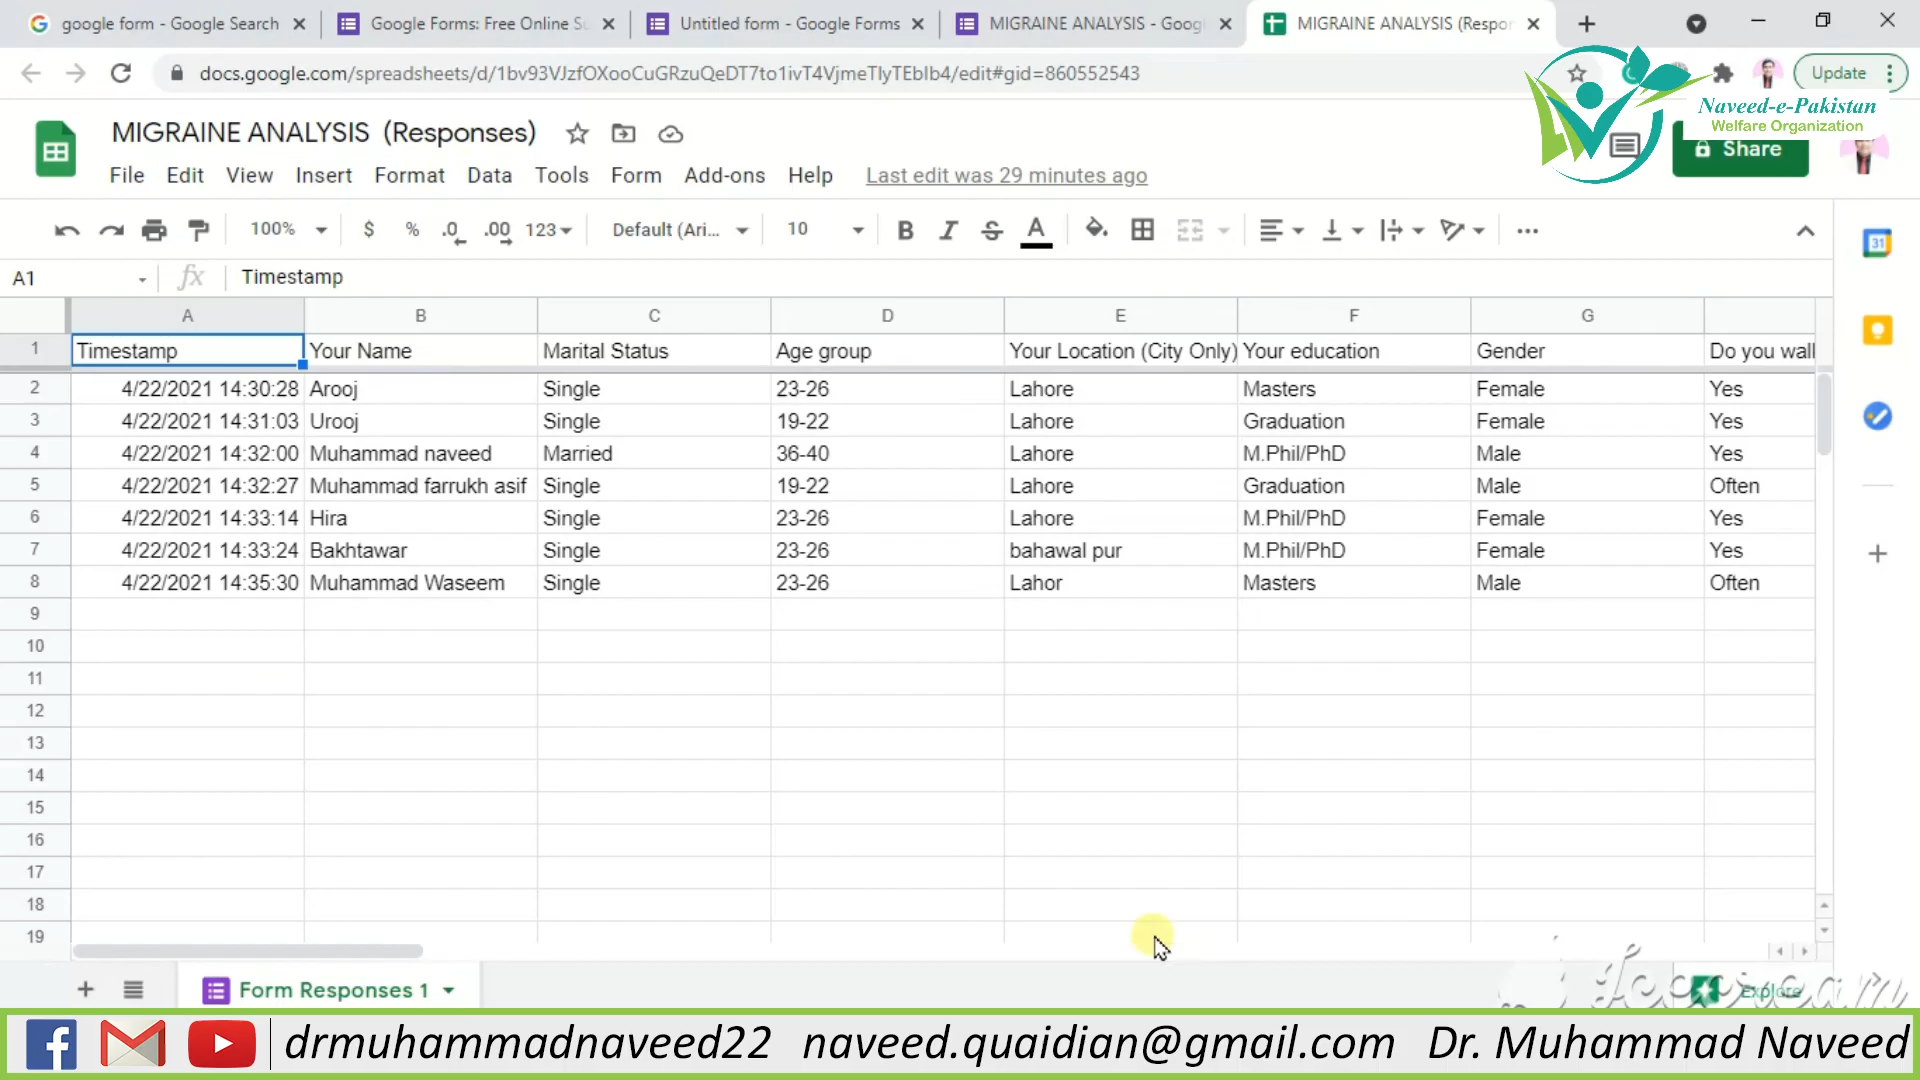 google form - Google Search
Google Forms: Free Online Su
Untitled form - Google Forms
MIGRAINE ANALYSIS - Goog
MIGRAINE ANALYSIS (Respon
docs.google.com/spreadsheets/d/1bv93VJzfOXooCuGRzuQeDT7to1ivT4VjmeTlyTEbIb4/edit#gid=860552543
Update
Naveed-e-Pakistan
Welfare Organization
MIGRAINE ANALYSIS (Responses)
Share
File Edit View Insert Format Data Tools Form Add-ons Help Last edit was 29 minutes ago
100% $ % .0 .00 123 Default (Ari... 10 B I S A
31
A1 fx Timestamp
A B C D E F G
1 Timestamp Your Name Marital Status Age group Your Location (City Only) Your education Gender Do you wall
2 4/22/2021 14:30:28 Arooj Single 23-26 Lahore Masters Female Yes
3 4/22/2021 14:31:03 Urooj Single 19-22 Lahore Graduation Female Yes
4 4/22/2021 14:32:00 Muhammad naveed Married 36-40 Lahore M.Phil/PhD Male Yes
5 4/22/2021 14:32:27 Muhammad farrukh asif Single 19-22 Lahore Graduation Male Often
6 4/22/2021 14:33:14 Hira Single 23-26 Lahore M.Phil/PhD Female Yes
7 4/22/2021 14:33:24 Bakhtawar Single 23-26 bahawal pur M.Phil/PhD Female Yes
8 4/22/2021 14:35:30 Muhammad Waseem Single 23-26 Lahor Masters Male Often
9
10
11
12
13
14
15
16
17
18
19
Form Responses 1
Explore
drmuhammadnaveed22 naveed.quaidian@gmail.com Dr. Muhammad Naveed